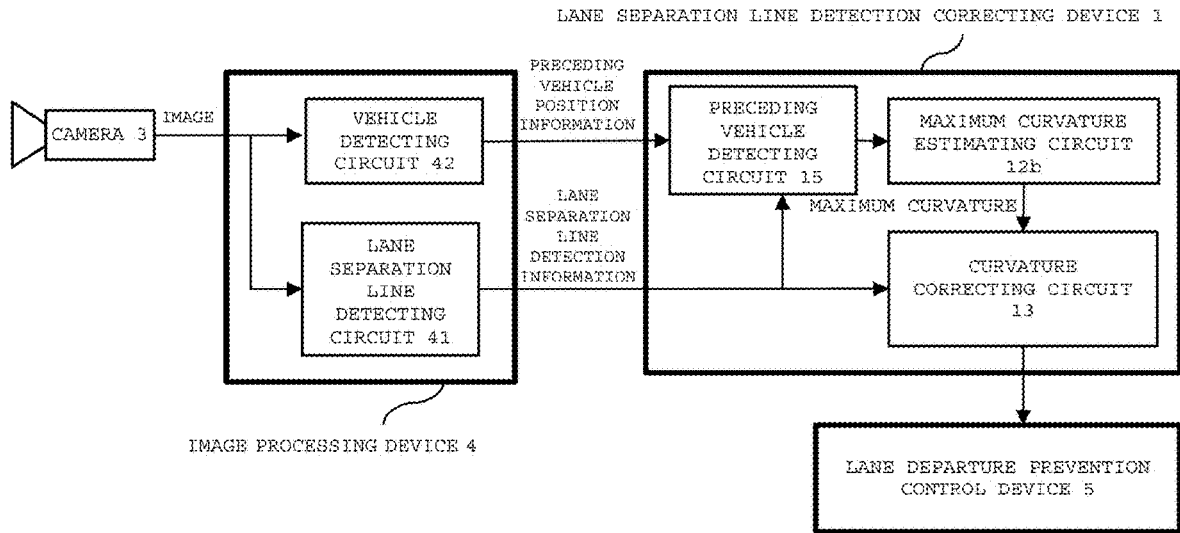 LANE SEPARATION LINE DETECTION CORRECTING DEVICE 1
CAMERA 3
IMAGE
VEHICLE
DETECTING
CIRCUIT 42
LANE
SEPARATION
LINE
DETECTING
CIRCUIT 41
IMAGE PROCESSING DEVICE 4
PRECEDING
VEHICLE
POSITION
INFORMATION
LANE
SEPARATION
LINE
DETECTION
INFORMATION
PRECEDING
VEHICLE
DETECTING
CIRCUIT 15
MAXIMUM CURVATURE
ESTIMATING CIRCUIT
12b
MAXIMUM CURVATURE
CURVATURE
CORRECTING CIRCUIT
13
LANE DEPARTURE PREVENTION
CONTROL DEVICE 5